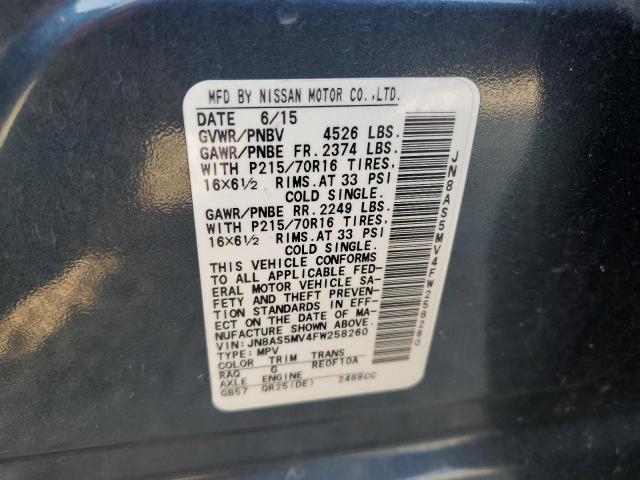 MFD BY NISSAN MOTOR CO.,LTD.
DATE 6/15
GVWR/PNBV 4526 LBS.
GAWR/PNBE FR. 2374 LBS.
WITH P215/70R16 TIRES.
16×6½ RIMS. AT 33 PSI
COLD SINGLE.
GAWR/PNBE RR. 2249 LBS.
WITH P215/70R16 TIRES.
16×6½ RIMS. AT 33 PSI
COLD SINGLE.
THIS VEHICLE CONFORMS
TO ALL APPLICABLE FED-
ERAL MOTOR VEHICLE SA-
FETY AND THEFT PREVEN-
TION STANDARDS IN EFF-
ECT ON THE DATE OF MA-
NUFACTURE SHOWN ABOVE.
VIN: JN8AS5MV4FW258260
TYPE: MPV
COLOR TRIM TRANS
RAQ G RE0F10A
AXLE ENGINE
GB57 QR25(DE) 2488CC
JN8AS5MV4FW258260